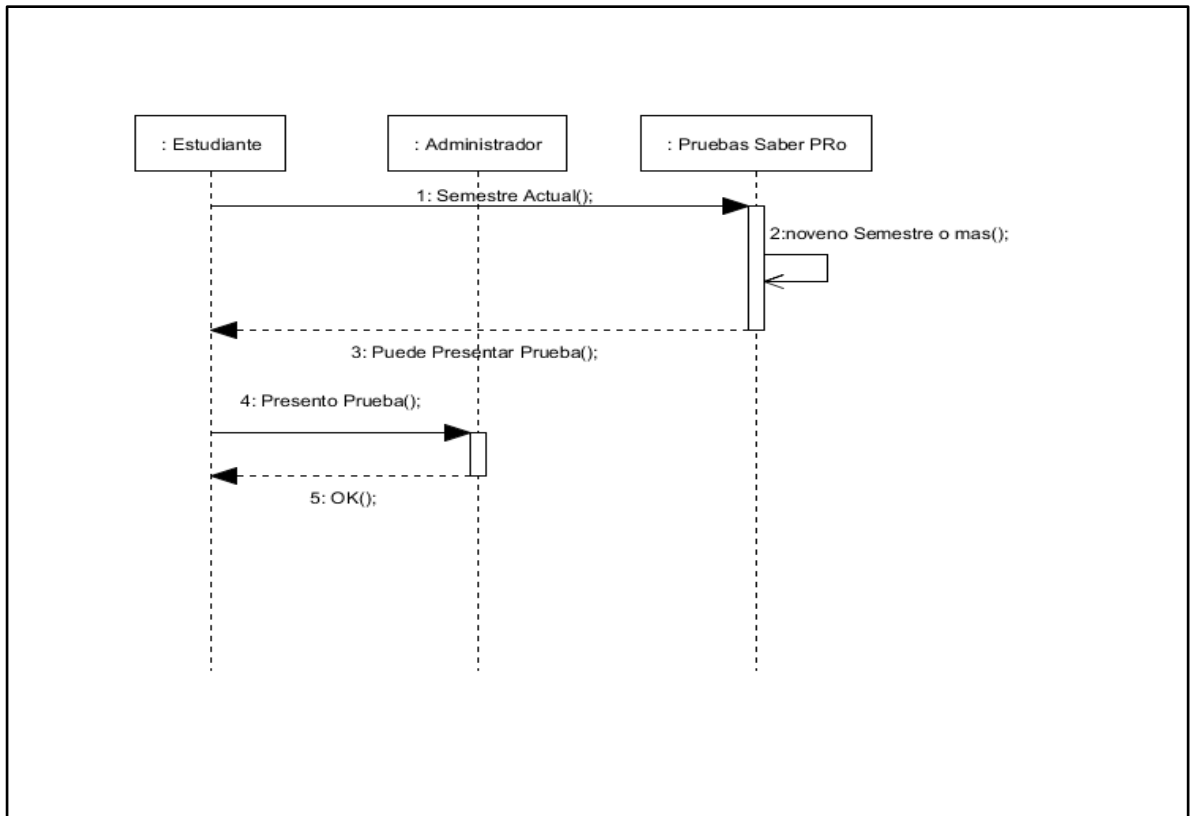 : Estudiante
: Administrador
: Pruebas Saber PRo
1: Semestre Actual();
2:noveno Semestre o mas();
3: Puede Presentar Prueba();
4: Presento Prueba();
5: OK();